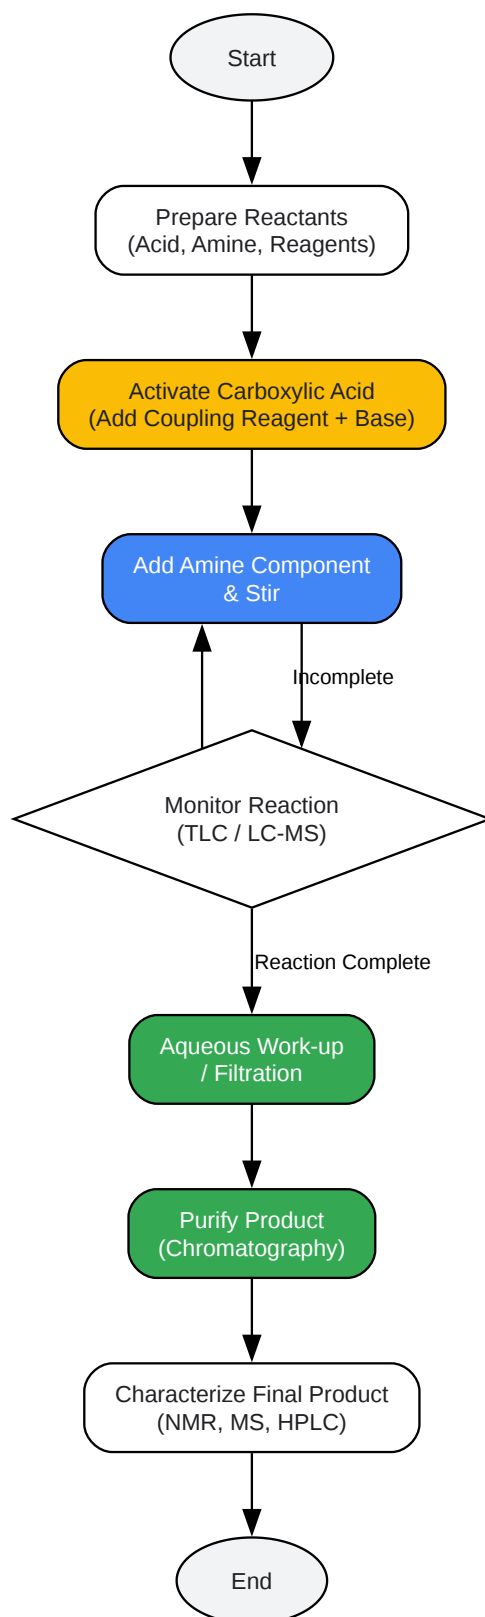 Start
Prepare Reactants
(Acid, Amine, Reagents)
Activate Carboxylic Acid
(Add Coupling Reagent + Base)
Add Amine Component
& Stir
Incomplete
Monitor Reaction
(TLC / LC-MS)
Reaction Complete
Aqueous Work-up
/ Filtration
Purify Product
(Chromatography)
Characterize Final Product
(NMR, MS, HPLC)
End